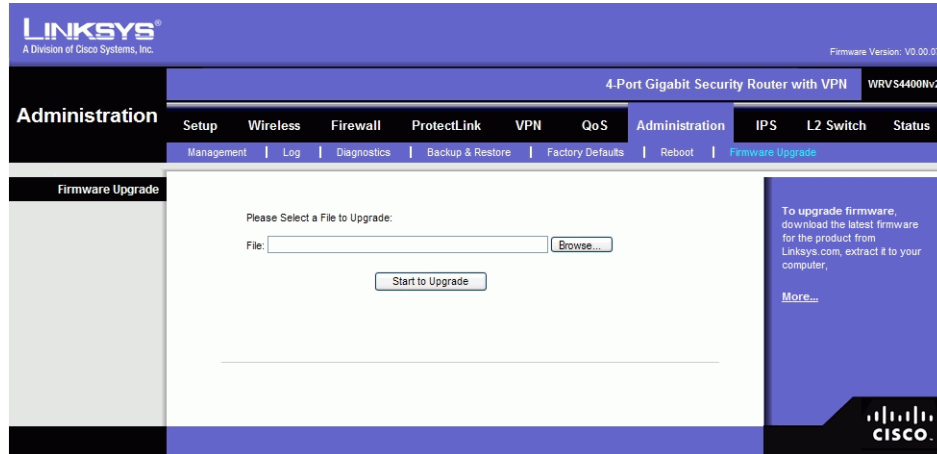 LINKSYS®
A Division of Cisco Systems, Inc.
Firmware Version: V0.00.0
4-Port Gigabit Security Router with VPN WRVS4400Nv2
Administration
Setup Wireless Firewall ProtectLink VPN QoS Administration IPS L2 Switch Status
Management | Log | Diagnostics | Backup & Restore | Factory Defaults | Reboot | Firmware Upgrade
Firmware Upgrade
Please Select a File to Upgrade:
File: Browse...
Start to Upgrade
To upgrade firmware,
download the latest firmware
for the product from
Linksys.com, extract it to your
computer,
More...
CISCO.